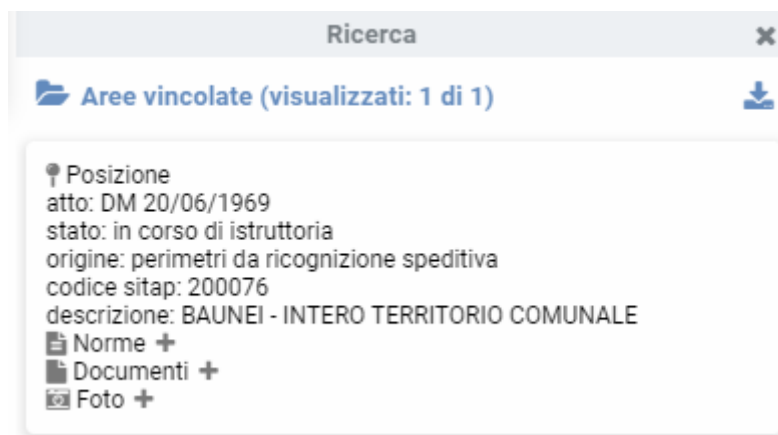 Ricerca
Aree vincolate (visualizzati: 1 di 1)
Posizione
atto: DM 20/06/1969
stato: in corso di istruttoria
origine: perimetri da ricognizione speditiva
codice sitap: 200076
descrizione: BAUNEI - INTERO TERRITORIO COMUNALE
Norme +
Documenti +
Foto +